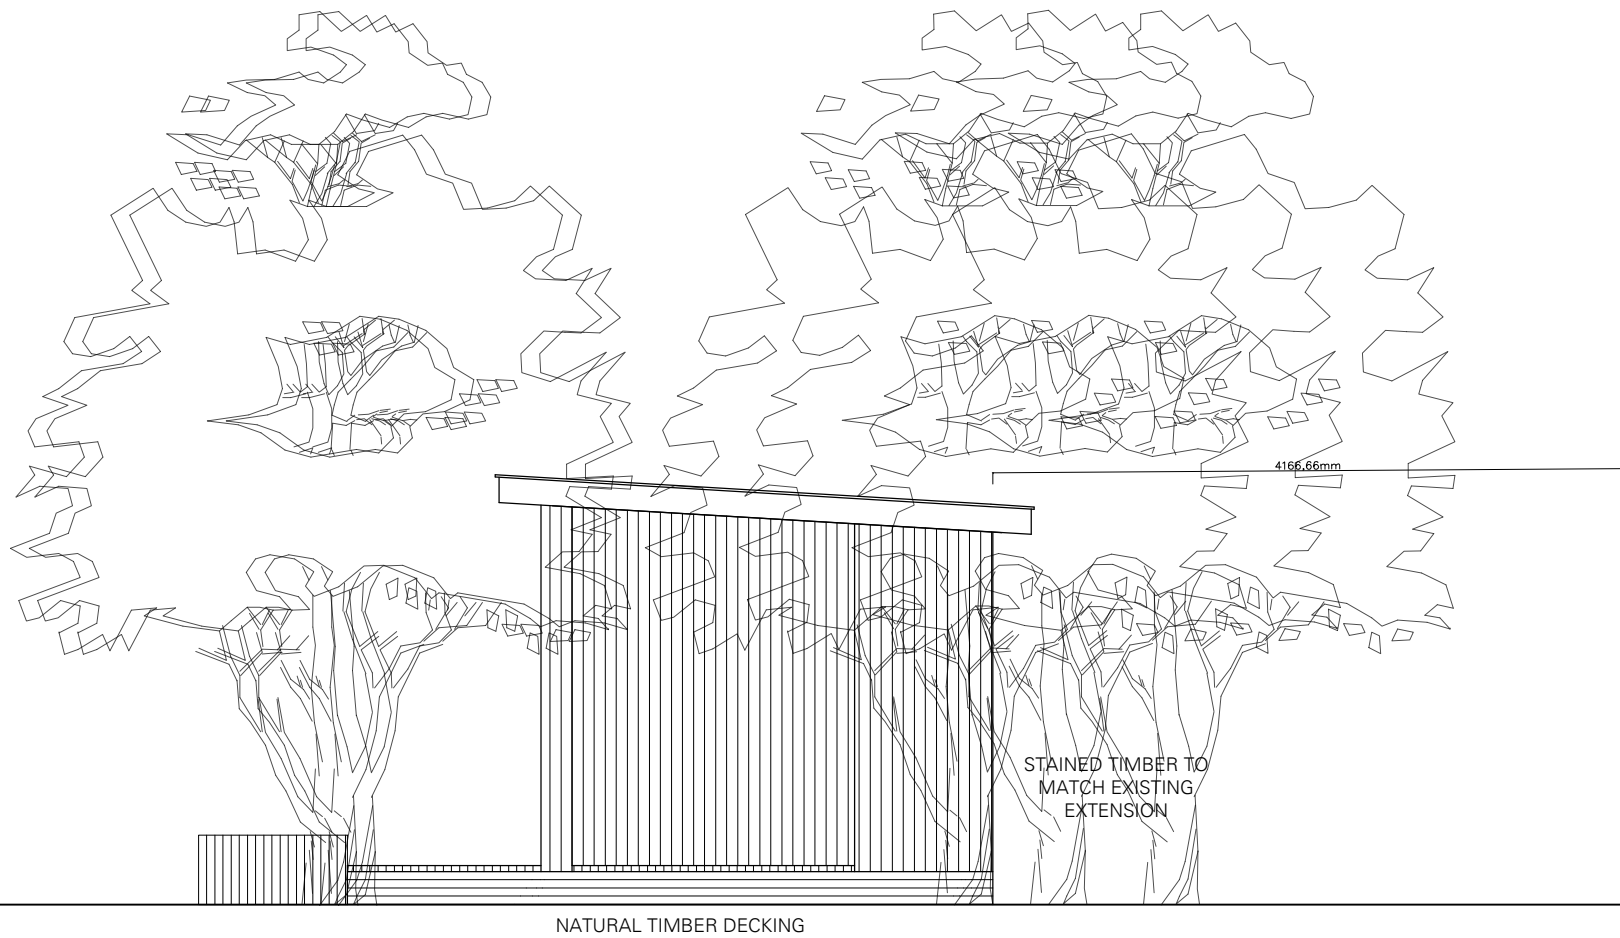 4166,66mm
STAINED TIMBER TO
MATCH EXISTING
EXTENSION
NATURAL TIMBER DECKING